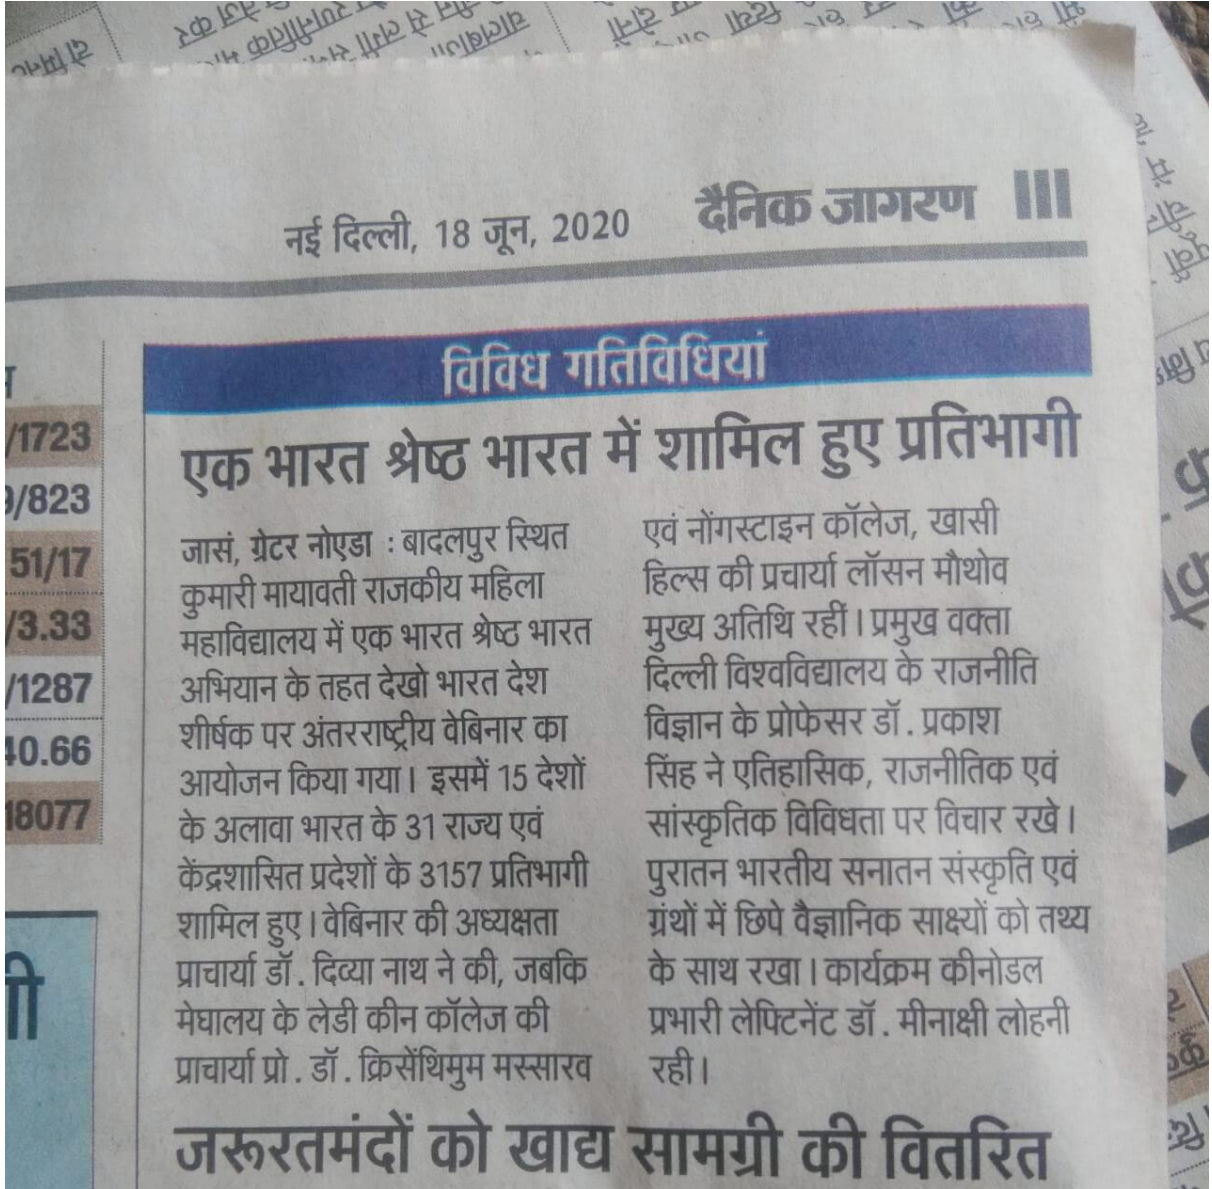 नई दिल्ली, 18 जून, 2020 दैनिक जागरण III
विविध गतिविधियां
एक भारत श्रेष्ठ भारत में शामिल हुए प्रतिभागी
जासं, ग्रेटर नोएडा : बादलपुर स्थित
कुमारी मायावती राजकीय महिला
महाविद्यालय में एक भारत श्रेष्ठ भारत
अभियान के तहत देखो भारत देश
शीर्षक पर अंतरराष्ट्रीय वेबिनार का
आयोजन किया गया। इसमें 15 देशों
के अलावा भारत के 31 राज्य एवं
केंद्रशासित प्रदेशों के 3157 प्रतिभागी
शामिल हुए। वेबिनार की अध्यक्षता
प्राचार्या डॉ. दिव्या नाथ ने की, जबकि
मेघालय के लेडी कीन कॉलेज की
प्राचार्या प्रो. डॉ. क्रिसेंथिमुम मस्सारव
एवं नोंगस्टाइन कॉलेज, खासी
हिल्स की प्रचार्या लॉसन मौथोव
मुख्य अतिथि रहीं। प्रमुख वक्ता
दिल्ली विश्वविद्यालय के राजनीति
विज्ञान के प्रोफेसर डॉ. प्रकाश
सिंह ने एतिहासिक, राजनीतिक एवं
सांस्कृतिक विविधता पर विचार रखे।
पुरातन भारतीय सनातन संस्कृति एवं
ग्रंथों में छिपे वैज्ञानिक साक्ष्यों को तथ्य
के साथ रखा। कार्यक्रम कीनोडल
प्रभारी लेफ्टिनेंट डॉ. मीनाक्षी लोहनी
रही।
जरूरतमंदों को खाद्य सामग्री की वितरित
/1723
/823
51/17
/3.33
/1287
40.66
18077